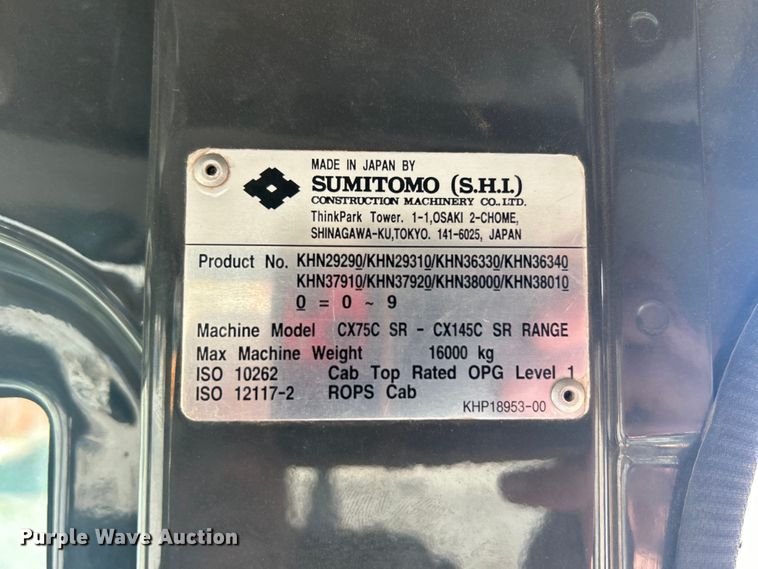 MADE IN JAPAN BY
SUMITOMO (S.H.I.)
CONSTRUCTION MACHINERY CO., LTD.
ThinkPark Tower. 1-1,OSAKI 2-CHOME,
SHINAGAWA-KU,TOKYO. 141-6025, JAPAN
Product No. KHN29290/KHN29310/KHN36330/KHN36340
KHN37910/KHN37920/KHN38000/KHN38010
0 = 0 ~ 9
Machine Model CX75C SR - CX145C SR RANGE
Max Machine Weight 16000 kg
ISO 10262 Cab Top Rated OPG Level 1
ISO 12117-2 ROPS Cab
KHP18953-00
Purple Wave Auction